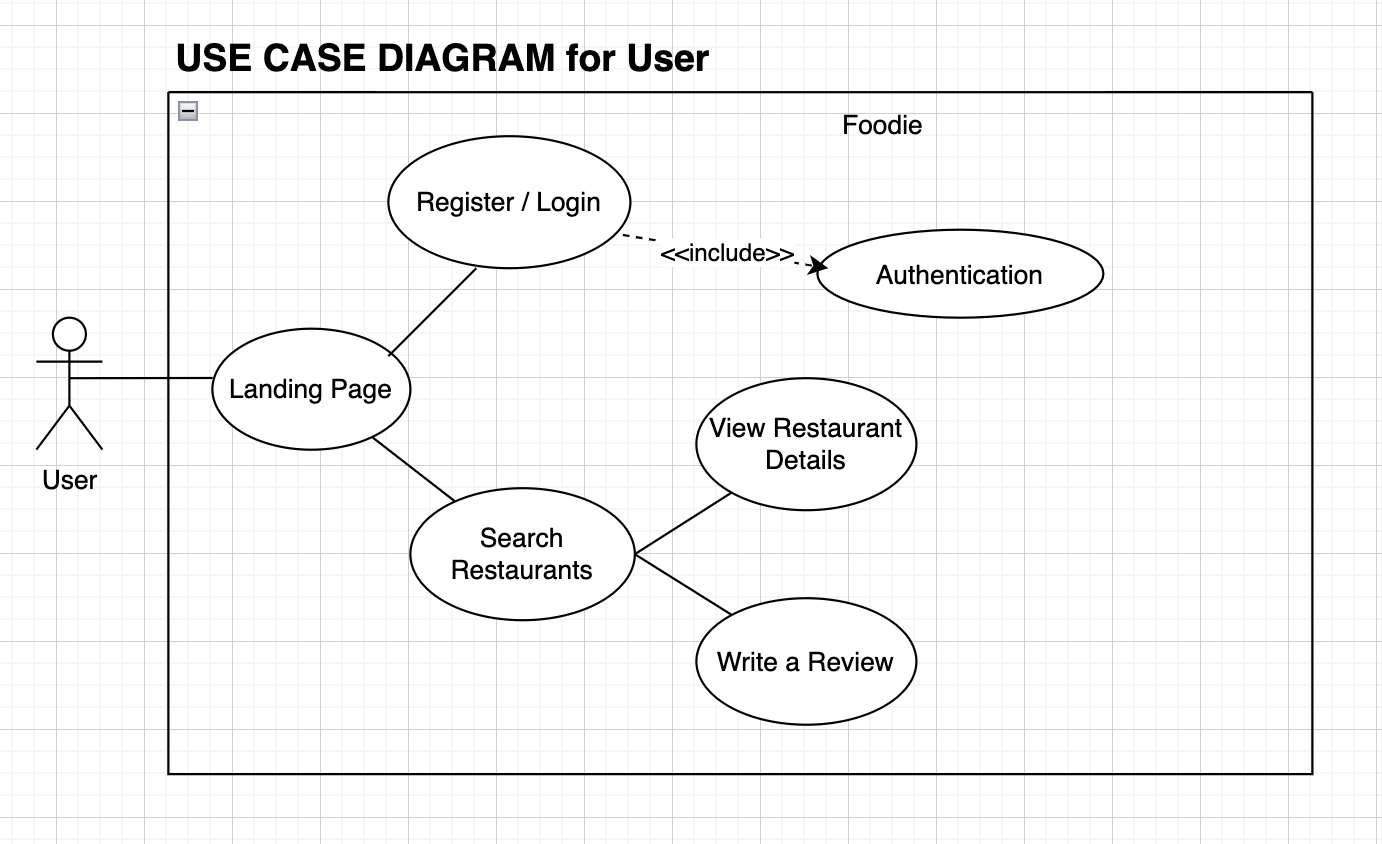 USE CASE DIAGRAM for User
Foodie
Register / Login
<<include>>
Authentication
Landing Page
User
View Restaurant
Details
Search
Restaurants
Write a Review